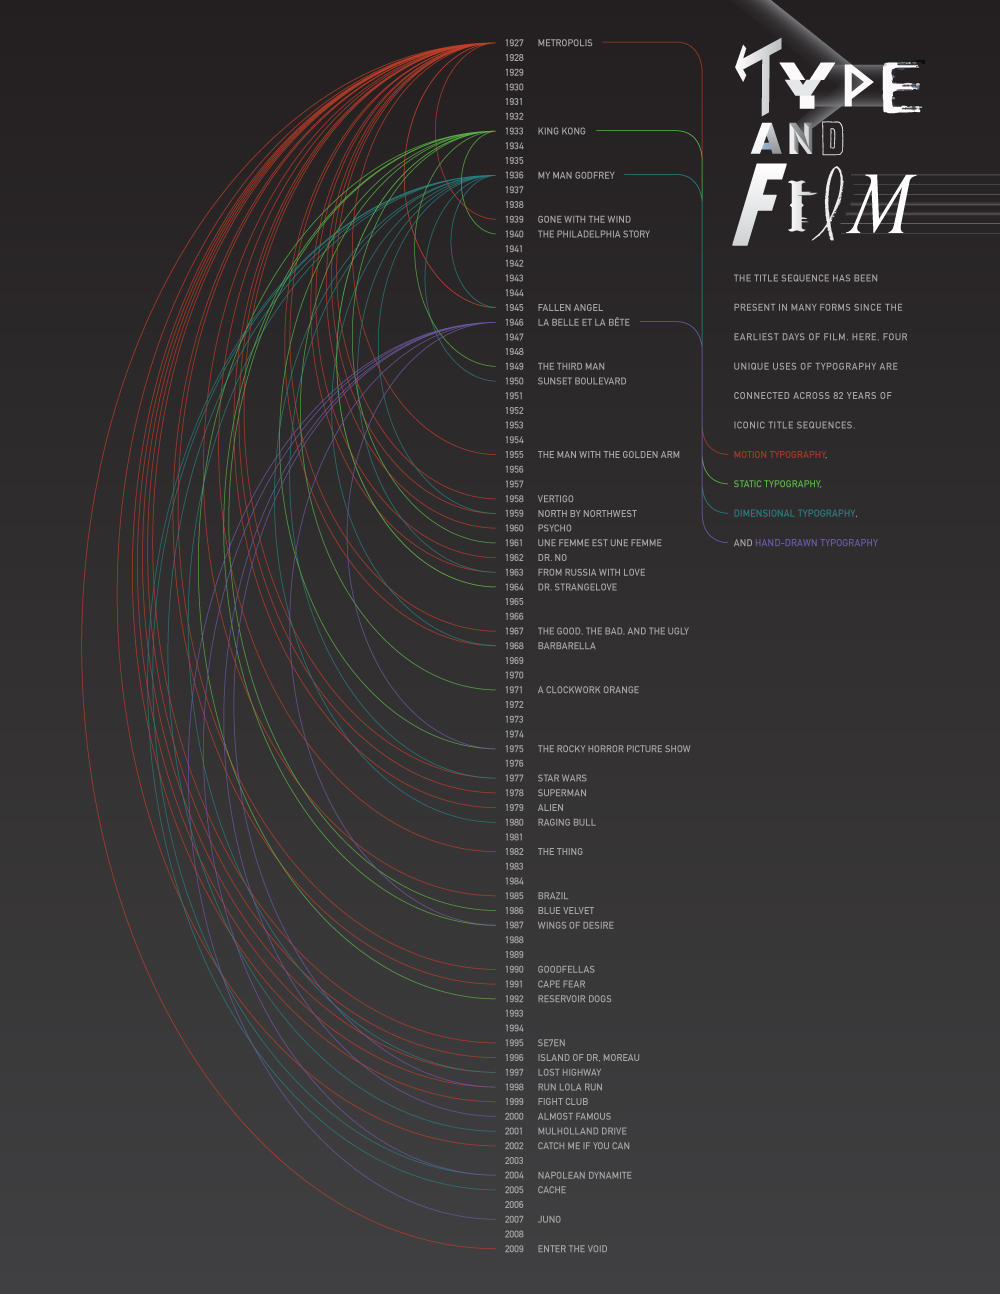 TYPE
AND
FILM
THE TITLE SEQUENCE HAS BEEN
PRESENT IN MANY FORMS SINCE THE
EARLIEST DAYS OF FILM. HERE, FOUR
UNIQUE USES OF TYPOGRAPHY ARE
CONNECTED ACROSS 82 YEARS OF
ICONIC TITLE SEQUENCES.
MOTION TYPOGRAPHY,
STATIC TYPOGRAPHY,
DIMENSIONAL TYPOGRAPHY,
AND HAND-DRAWN TYPOGRAPHY
1927 METROPOLIS
1928
1929
1930
1931
1932
1933 KING KONG
1934
1935
1936 MY MAN GODFREY
1937
1938
1939 GONE WITH THE WIND
1940 THE PHILADELPHIA STORY
1941
1942
1943
1944
1945 FALLEN ANGEL
1946 LA BELLE ET LA BÊTE
1947
1948
1949 THE THIRD MAN
1950 SUNSET BOULEVARD
1951
1952
1953
1954
1955 THE MAN WITH THE GOLDEN ARM
1956
1957
1958 VERTIGO
1959 NORTH BY NORTHWEST
1960 PSYCHO
1961 UNE FEMME EST UNE FEMME
1962 DR. NO
1963 FROM RUSSIA WITH LOVE
1964 DR. STRANGELOVE
1965
1966
1967 THE GOOD, THE BAD, AND THE UGLY
1968 BARBARELLA
1969
1970
1971 A CLOCKWORK ORANGE
1972
1973
1974
1975 THE ROCKY HORROR PICTURE SHOW
1976
1977 STAR WARS
1978 SUPERMAN
1979 ALIEN
1980 RAGING BULL
1981
1982 THE THING
1983
1984
1985 BRAZIL
1986 BLUE VELVET
1987 WINGS OF DESIRE
1988
1989
1990 GOODFELLAS
1991 CAPE FEAR
1992 RESERVOIR DOGS
1993
1994
1995 SE7EN
1996 ISLAND OF DR. MOREAU
1997 LOST HIGHWAY
1998 RUN LOLA RUN
1999 FIGHT CLUB
2000 ALMOST FAMOUS
2001 MULHOLLAND DRIVE
2002 CATCH ME IF YOU CAN
2003
2004 NAPOLEAN DYNAMITE
2005 CACHE
2006
2007 JUNO
2008
2009 ENTER THE VOID